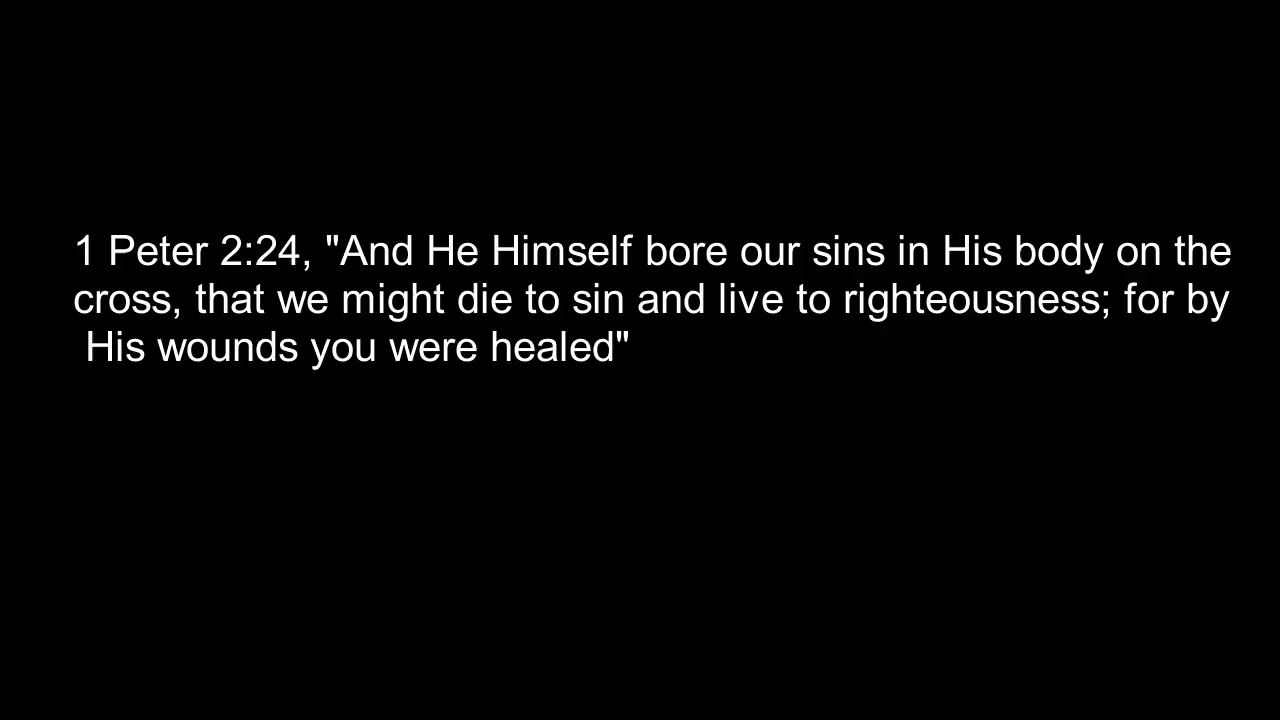 1 Peter 2:24, "And He Himself bore our sins in His body on the
cross, that we might die to sin and live to righteousness; for by
His wounds you were healed"